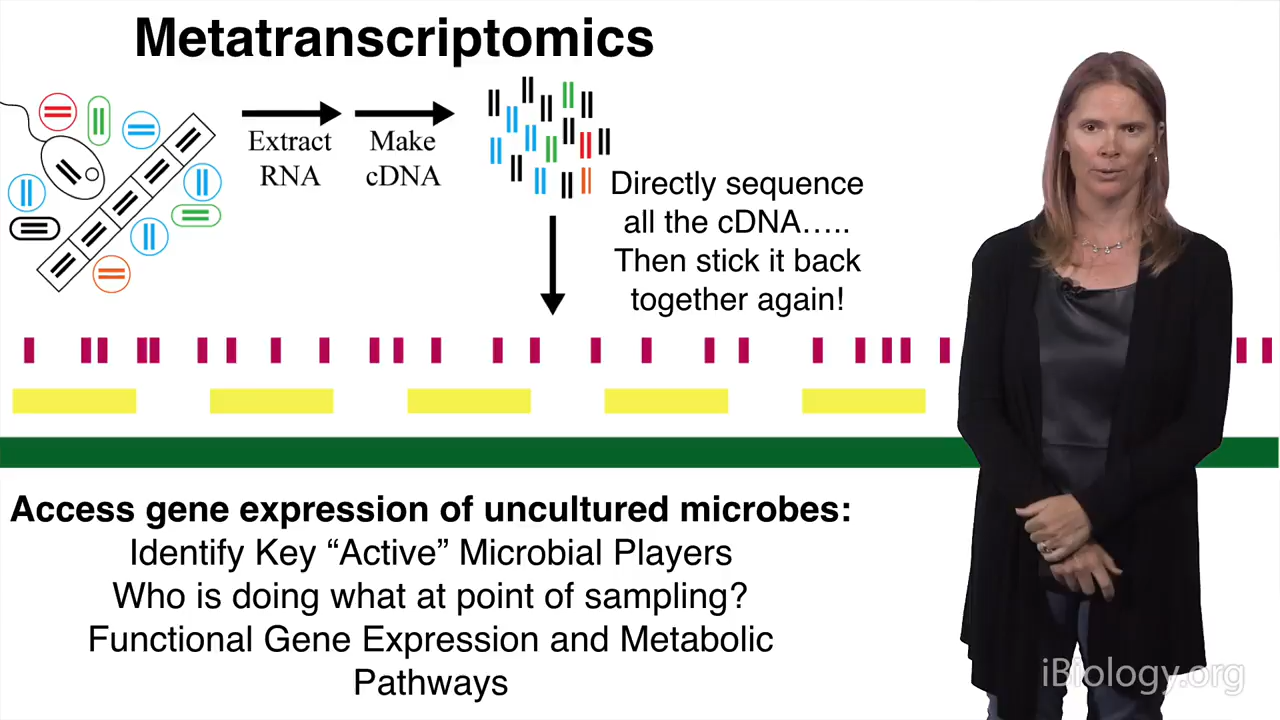 Metatranscriptomics
Extract
RNA
Make
cDNA
Directly sequence
all the cDNA…..
Then stick it back
together again!
Access gene expression of uncultured microbes:
Identify Key “Active” Microbial Players
Who is doing what at point of sampling?
Functional Gene Expression and Metabolic
Pathways
iBiology.org